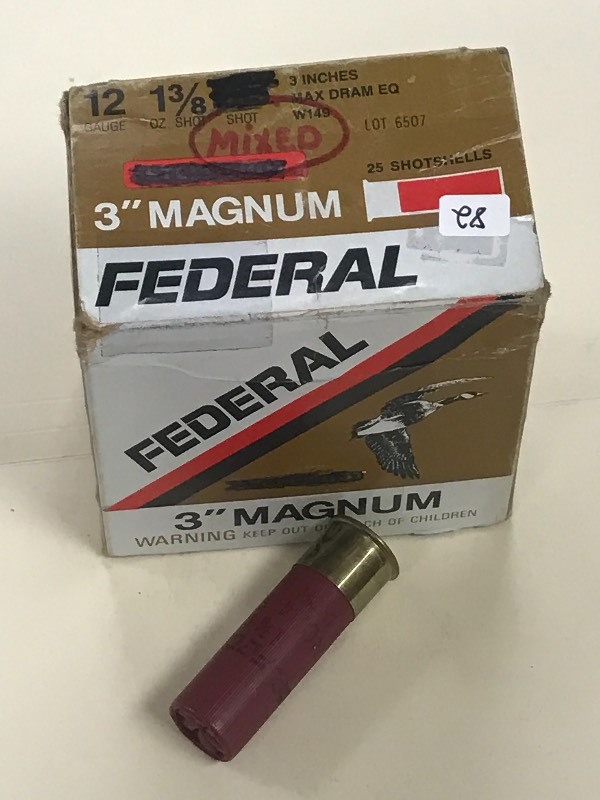 12 1 3/8 3 INCHES
GAUGE OZ. SHOT SHOT MAX DRAM EQ
W149 LOT 6507
MIXED
25 SHOTSHELLS
3" MAGNUM
FEDERAL
FEDERAL
3" MAGNUM
WARNING KEEP OUT OF CH OF CHILDREN